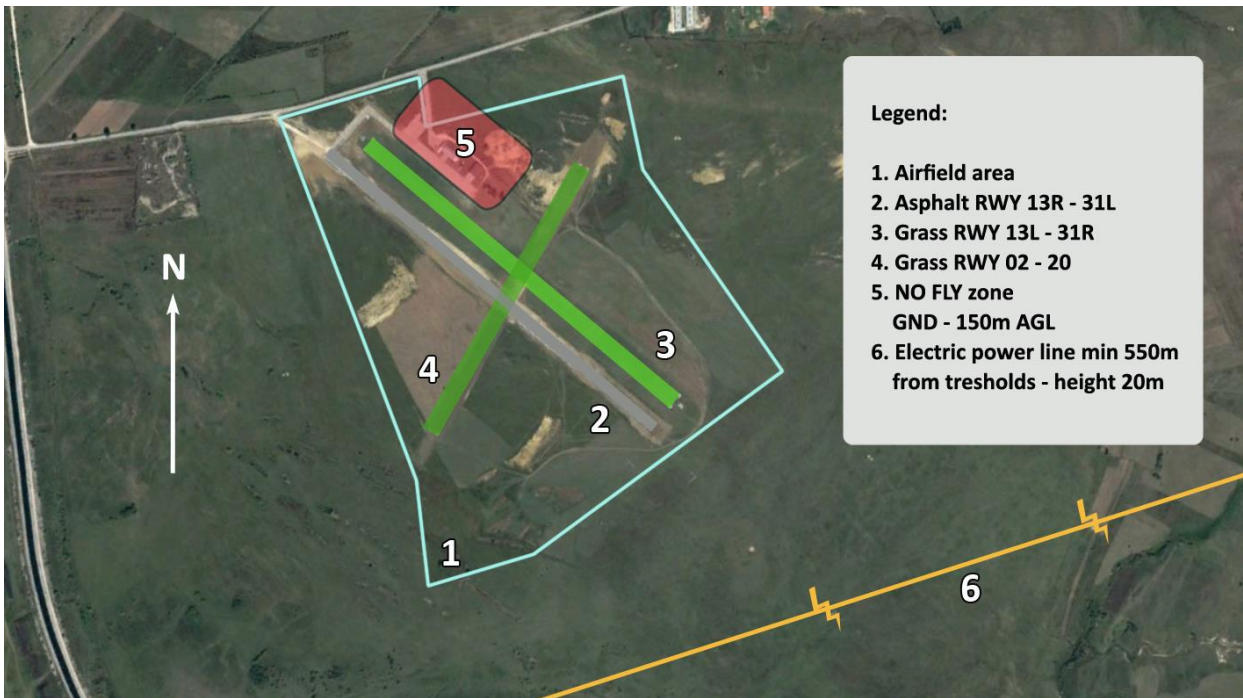 5
N
3
4
2
1
6
Legend:
1. Airfield area
2. Asphalt RWY 13R - 31L
3. Grass RWY 13L - 31R
4. Grass RWY 02 - 20
5. NO FLY zone
GND - 150m AGL
6. Electric power line min 550m
from tresholds - height 20m